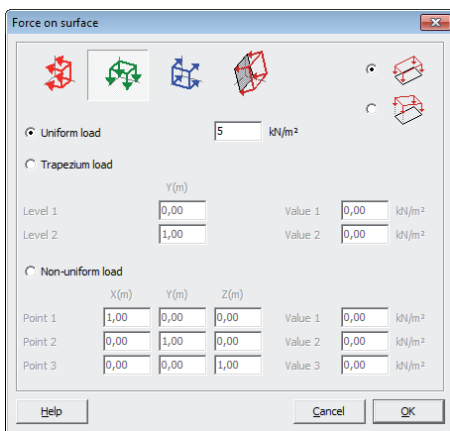 Force on surface
Uniform load 5 kN/m²
Trapezium load
Y(m)
Level 1 0,00 Value 1 0,00 kN/m²
Level 2 1,00 Value 2 0,00 kN/m²
Non-uniform load
X(m) Y(m) Z(m)
Point 1 1,00 0,00 0,00 Value 1 0,00 kN/m²
Point 2 0,00 1,00 0,00 Value 2 0,00 kN/m²
Point 3 0,00 0,00 1,00 Value 3 0,00 kN/m²
Help Cancel OK